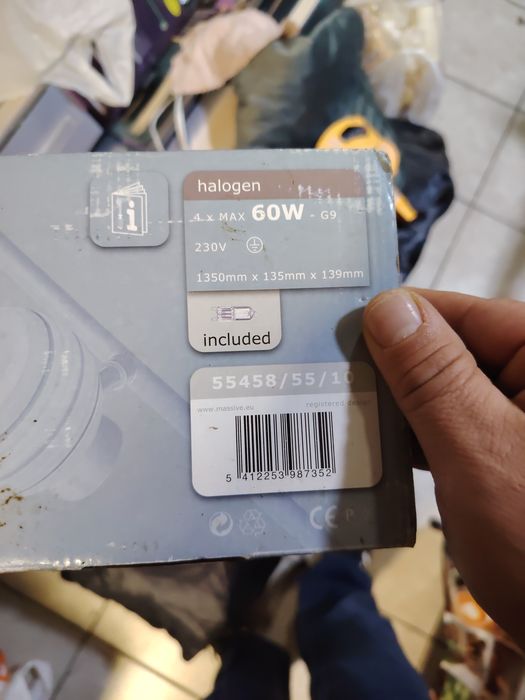 i
halogen
4 x MAX 60W - G9
230V
1350mm x 135mm x 139mm
included
55458/55/10
www.massive.eu
registered design
5 412253 987352
CE P